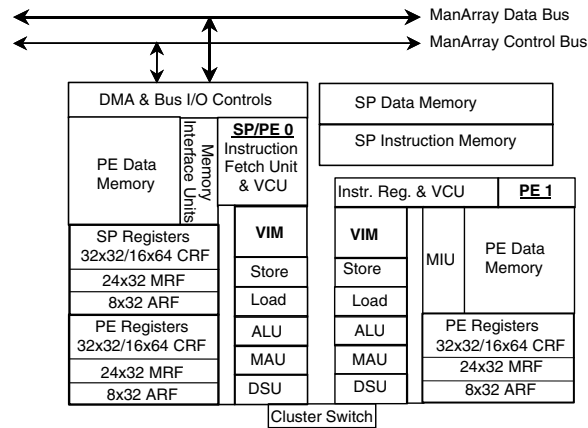 ManArray Data Bus
ManArray Control Bus
DMA & Bus I/O Controls
SP Data Memory
SP Instruction Memory
PE Data
Memory
Memory
Interface Units
SP/PE 0
Instruction
Fetch Unit
& VCU
Instr. Reg. & VCU
PE 1
SP Registers
32x32/16x64 CRF
24x32 MRF
8x32 ARF
PE Registers
32x32/16x64 CRF
24x32 MRF
8x32 ARF
VIM
Store
Load
ALU
MAU
DSU
VIM
Store
Load
ALU
MAU
DSU
MIU
PE Data
Memory
PE Registers
32x32/16x64 CRF
24x32 MRF
8x32 ARF
Cluster Switch